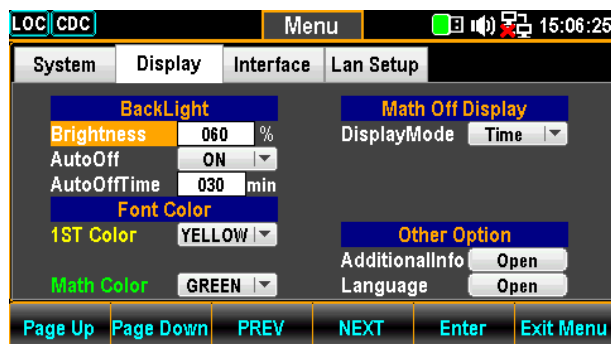 LOC CDC Menu 15:06:25
System Display Interface Lan Setup
BackLight
Brightness 060 %
AutoOff ON
AutoOffTime 030 min
Font Color
1ST Color YELLOW
Math Color GREEN
Math Off Display
DisplayMode Time
Other Option
AdditionalInfo Open
Language Open
Page Up Page Down PREV NEXT Enter Exit Menu